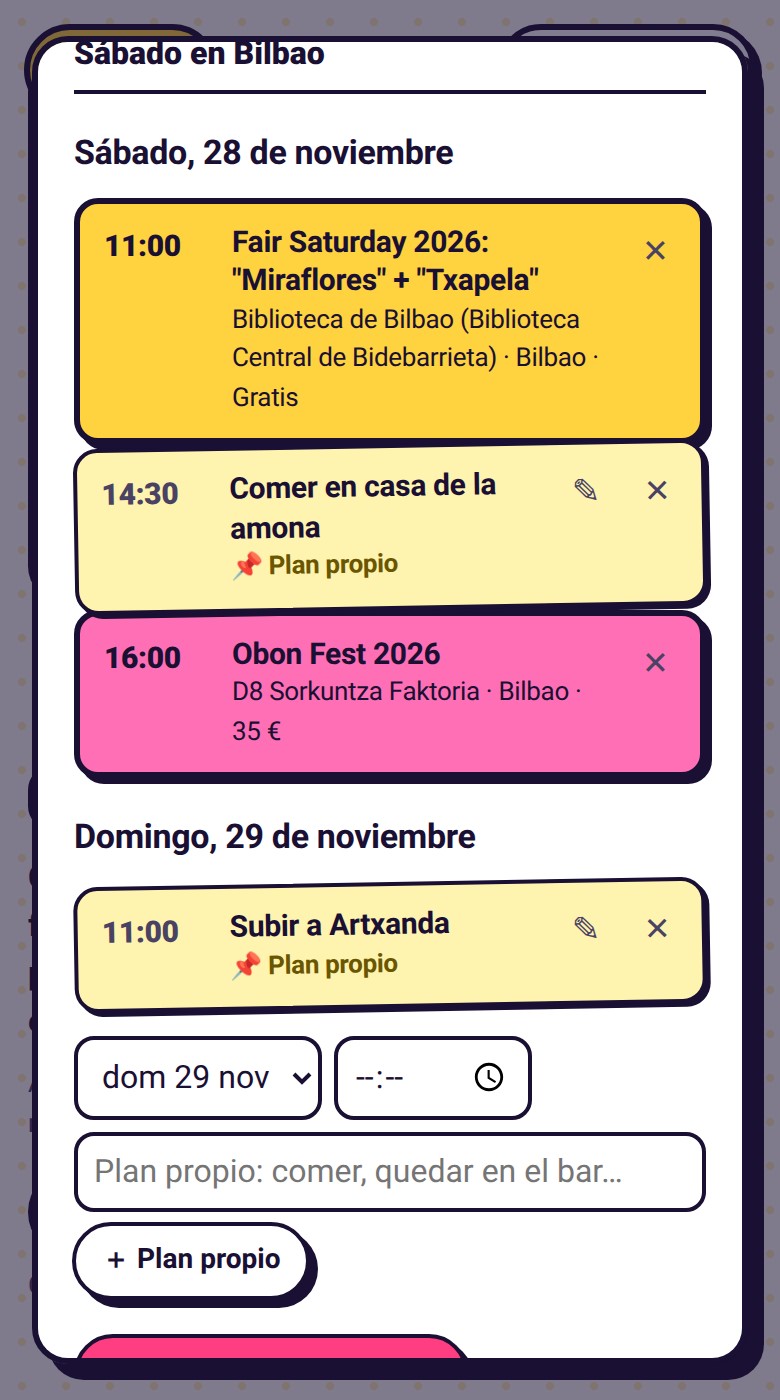 Sábado en Bilbao
Sábado, 28 de noviembre
11:00
Fair Saturday 2026:
"Miraflores" + "Txapela"
Biblioteca de Bilbao (Biblioteca
Central de Bidebarrieta) · Bilbao ·
Gratis
14:30
Comer en casa de la
amona
📌 Plan propio
16:00
Obon Fest 2026
D8 Sorkuntza Faktoria · Bilbao ·
35 €
Domingo, 29 de noviembre
11:00
Subir a Artxanda
📌 Plan propio
dom 29 nov
--:--
Plan propio: comer, quedar en el bar...
+ Plan propio